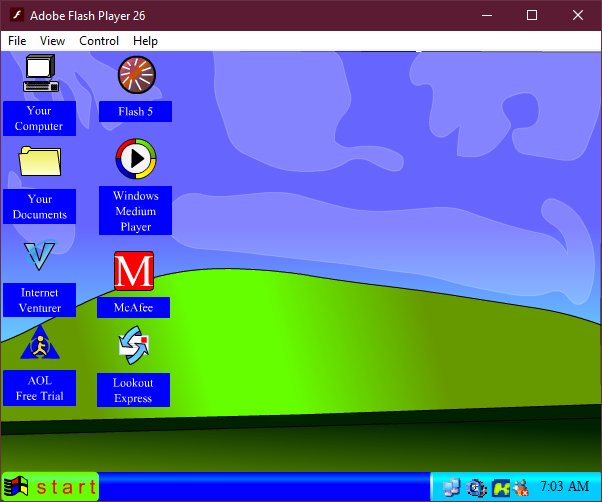 Adobe Flash Player 26
File View Control Help
Your
Computer
Flash 5
Your
Documents
Windows
Medium
Player
Internet
Venturer
M
McAfee
AOL
Free Trial
Lookout
Express
start
7:03 AM